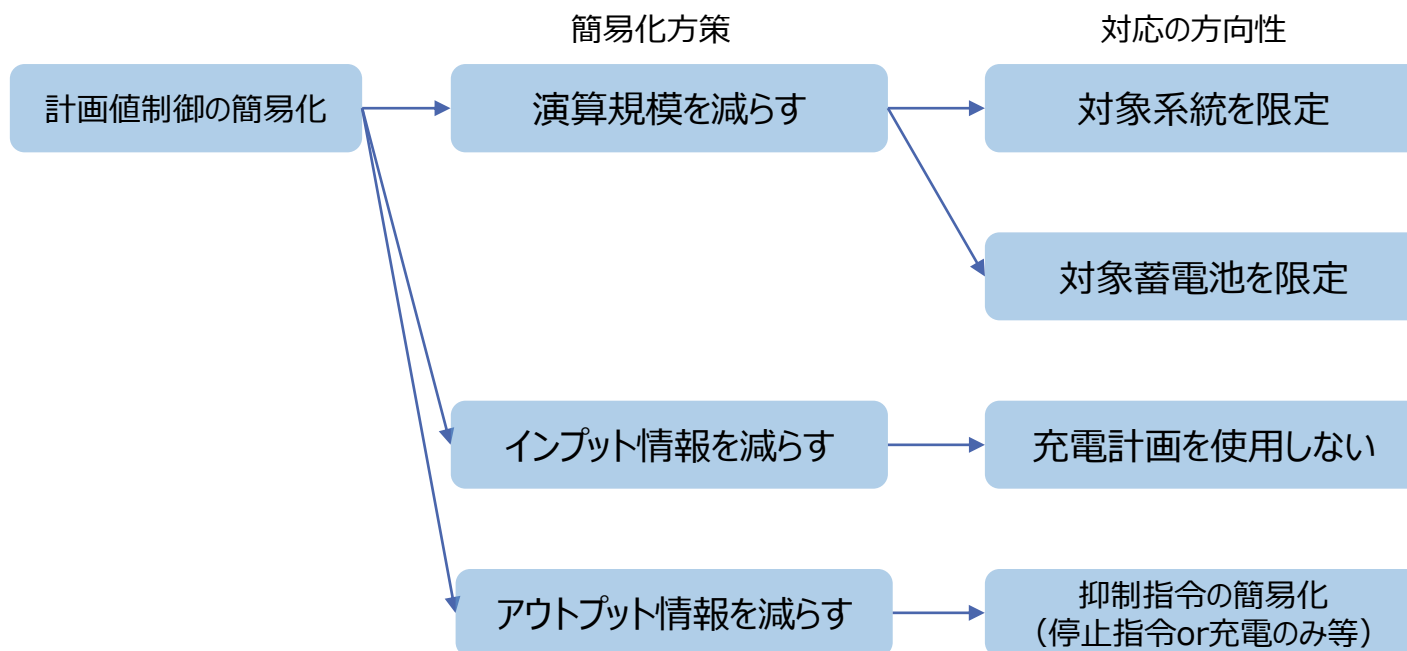 簡易化方策
対応の方向性
計画値制御の簡易化
演算規模を減らす
対象系統を限定
対象蓄電池を限定
インプット情報を減らす
充電計画を使用しない
アウトプット情報を減らす
抑制指令の簡易化
（停止指令or充電のみ等）